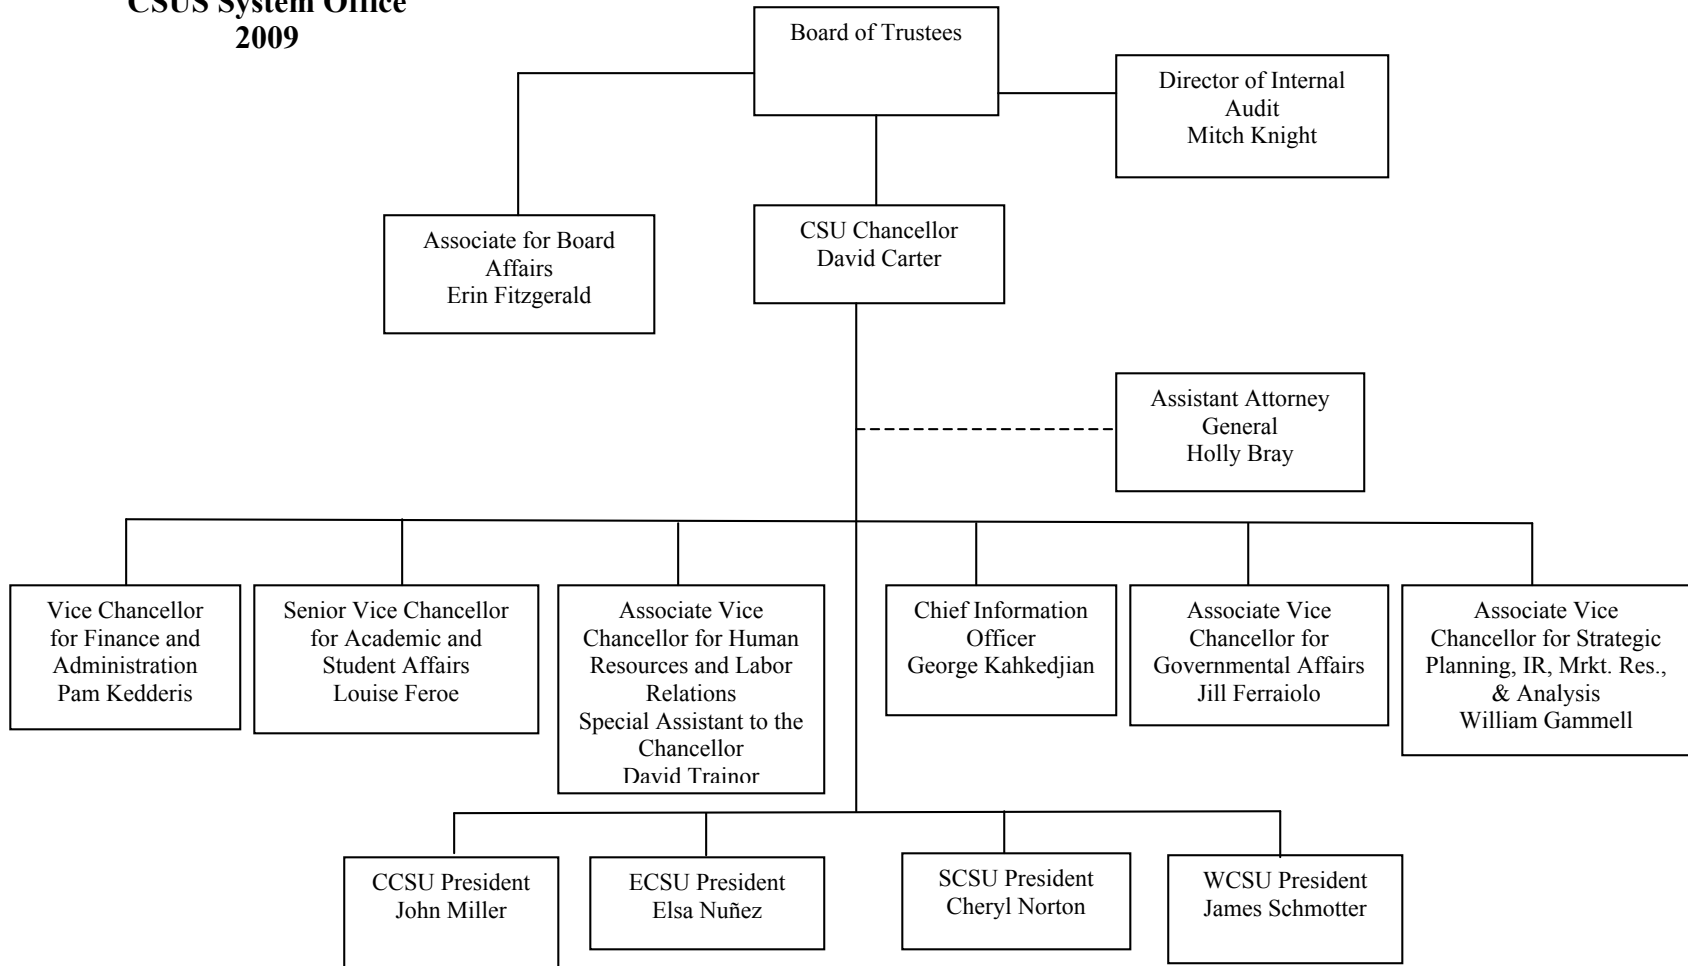 CSUS System Office
2009
Board of Trustees
Director of Internal
Audit
Mitch Knight
Associate for Board
Affairs
Erin Fitzgerald
CSU Chancellor
David Carter
Assistant Attorney
General
Holly Bray
Vice Chancellor
for Finance and
Administration
Pam Kedderis
Senior Vice Chancellor
for Academic and
Student Affairs
Louise Feroe
Associate Vice
Chancellor for Human
Resources and Labor
Relations
Special Assistant to the
Chancellor
David Trainor
Chief Information
Officer
George Kahkedjian
Associate Vice
Chancellor for
Governmental Affairs
Jill Ferraiolo
Associate Vice
Chancellor for Strategic
Planning, IR, Mrkt. Res.,
& Analysis
William Gammell
CCSU President
John Miller
ECSU President
Elsa Nuñez
SCSU President
Cheryl Norton
WCSU President
James Schmotter